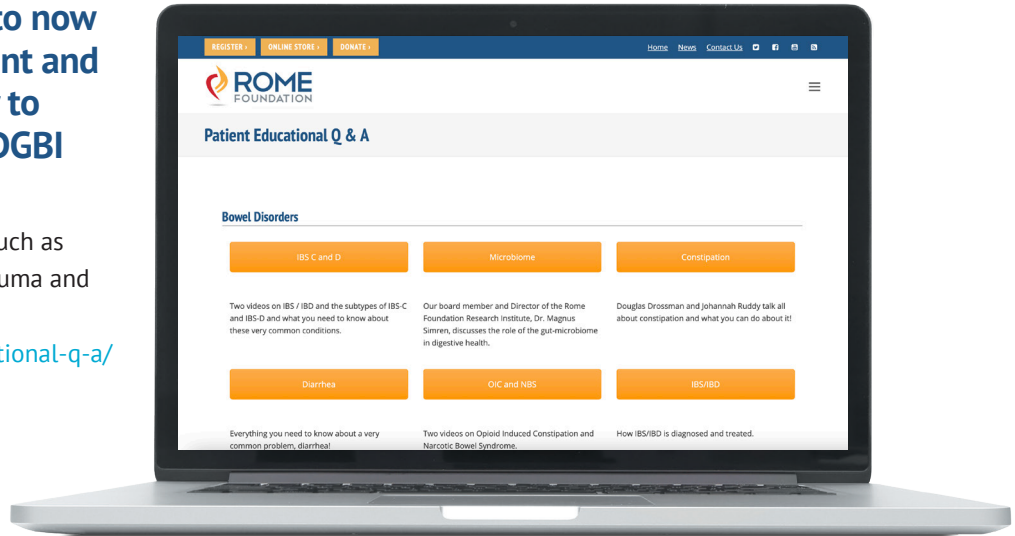 to now
nt and
to
DGBI
uch as
uma and
tional-q-a/
REGISTER ›
ONLINE STORE ›
DONATE ›
Home
News
Contact Us
ROME
FOUNDATION
Patient Educational Q & A
Bowel Disorders
IBS C and D
Microbiome
Constipation
Two videos on IBS / IBD and the subtypes of IBS-C
and IBS-D and what you need to know about
these very common conditions.
Our board member and Director of the Rome
Foundation Research Institute, Dr. Magnus
Simren, discusses the role of the gut-microbiome
in digestive health.
Douglas Drossman and Johannah Ruddy talk all
about constipation and what you can do about it!
Diarrhea
OIC and NBS
IBS/IBD
Everything you need to know about a very
common problem, diarrhea!
Two videos on Opioid Induced Constipation and
Narcotic Bowel Syndrome.
How IBS/IBD is diagnosed and treated.